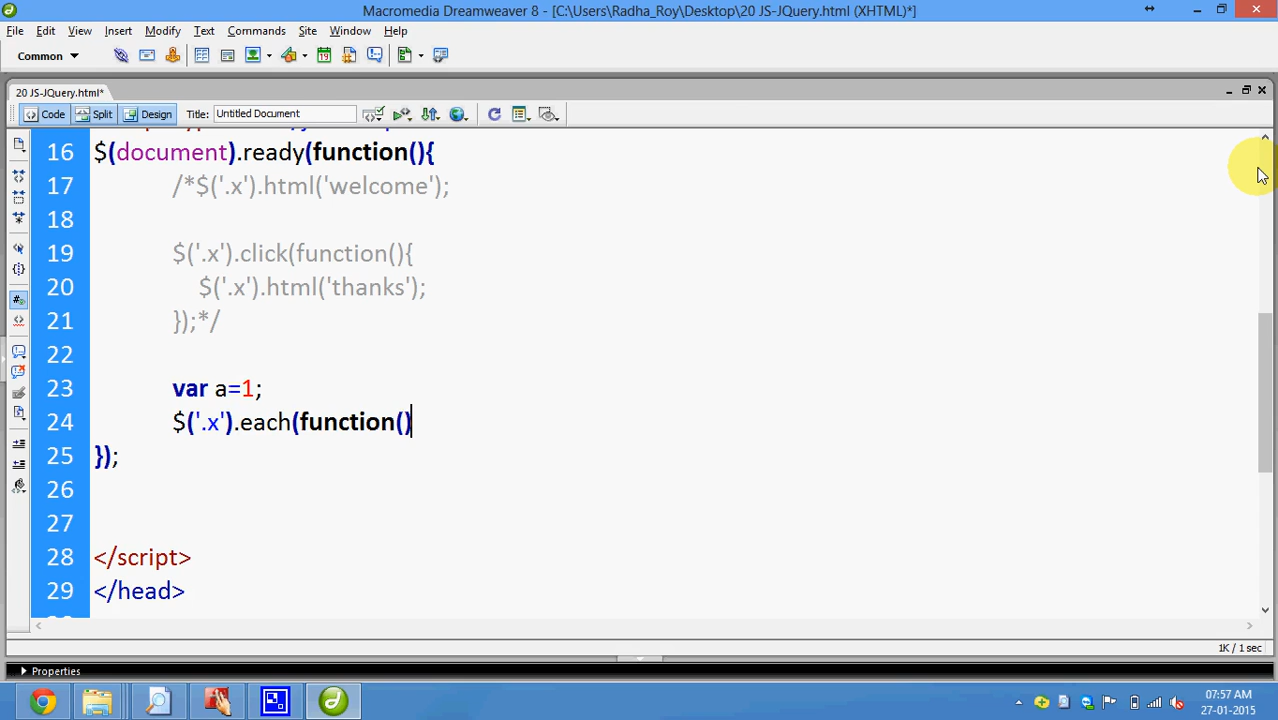 Macromedia Dreamweaver 8 - [C:\Users\Radha_Roy\Desktop\20 JS-JQuery.html (XHTML)*]
File Edit View Insert Modify Text Commands Site Window Help
Common
20 JS-JQuery.html*
Code Split Design Title: Untitled Document
16 $(document).ready(function(){
17 /*$('.x').html('welcome');
18
19 $('.x').click(function(){
20 $('.x').html('thanks');
21 });*/
22
23 var a=1;
24 $('.x').each(function()
25 });
26
27
28 </script>
29 </head>
1K / 1 sec
Properties
07:57 AM
27-01-2015